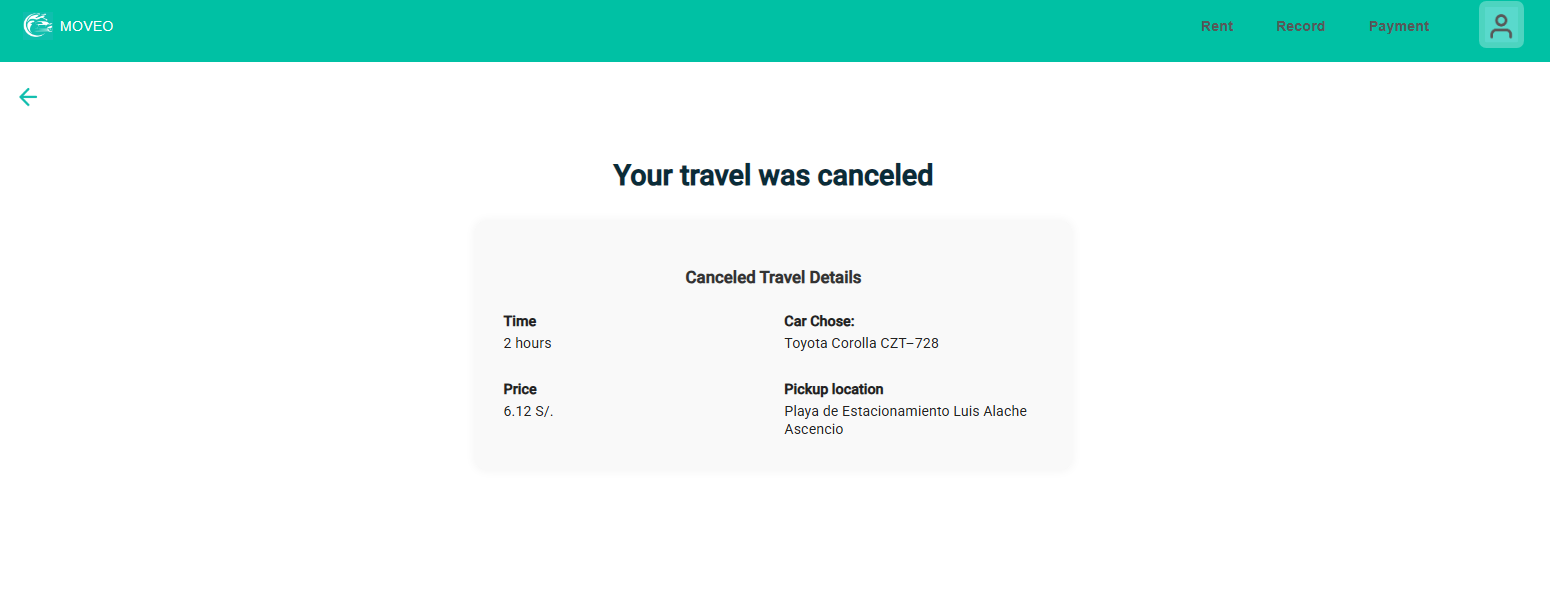 MOVEO
Rent
Record
Payment
Your travel was canceled
Canceled Travel Details
Time
2 hours
Car Chose:
Toyota Corolla CZT–728
Price
6.12 S/.
Pickup location
Playa de Estacionamiento Luis Alache
Ascencio